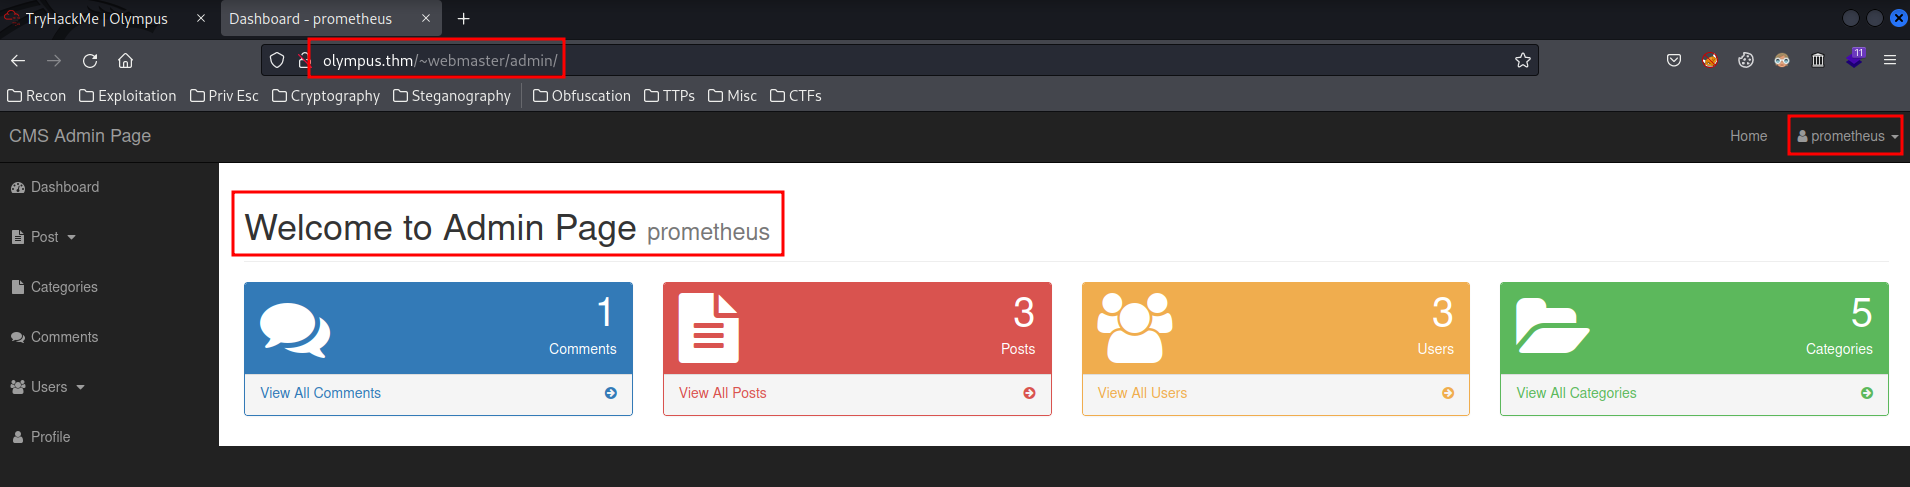 TryHackMe | Olympus
Dashboard - prometheus
olympus.thm/~webmaster/admin/
11
Recon Exploitation Priv Esc Cryptography Steganography Obfuscation TTPs Misc CTFs
CMS Admin Page
Home
prometheus
Dashboard
Post
Categories
Comments
Users
Profile
Welcome to Admin Page prometheus
1
Comments
View All Comments
3
Posts
View All Posts
3
Users
View All Users
5
Categories
View All Categories